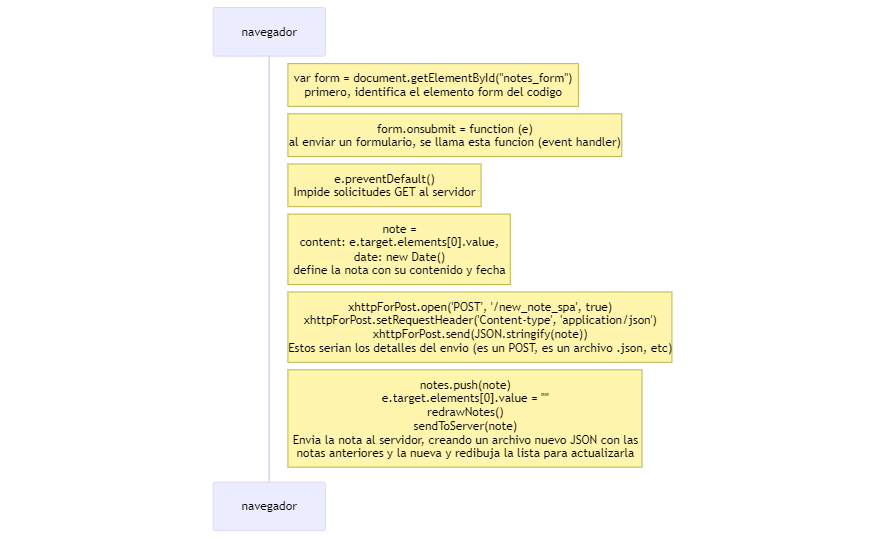 navegador
var form = document.getElementById("notes_form")
primero, identifica el elemento form del codigo
form.onsubmit = function (e)
al enviar un formulario, se llama esta funcion (event handler)
e.preventDefault()
Impide solicitudes GET al servidor
note =
content: e.target.elements[0].value,
date: new Date()
define la nota con su contenido y fecha
xhttpForPost.open('POST', '/new_note_spa', true)
xhttpForPost.setRequestHeader('Content-type', 'application/json')
xhttpForPost.send(JSON.stringify(note))
Estos serian los detalles del envio (es un POST, es un archivo .json, etc)
notes.push(note)
e.target.elements[0].value = ""
redrawNotes()
sendToServer(note)
Envia la nota al servidor, creando un archivo nuevo JSON con las
notas anteriores y la nueva y redibuja la lista para actualizarla
navegador